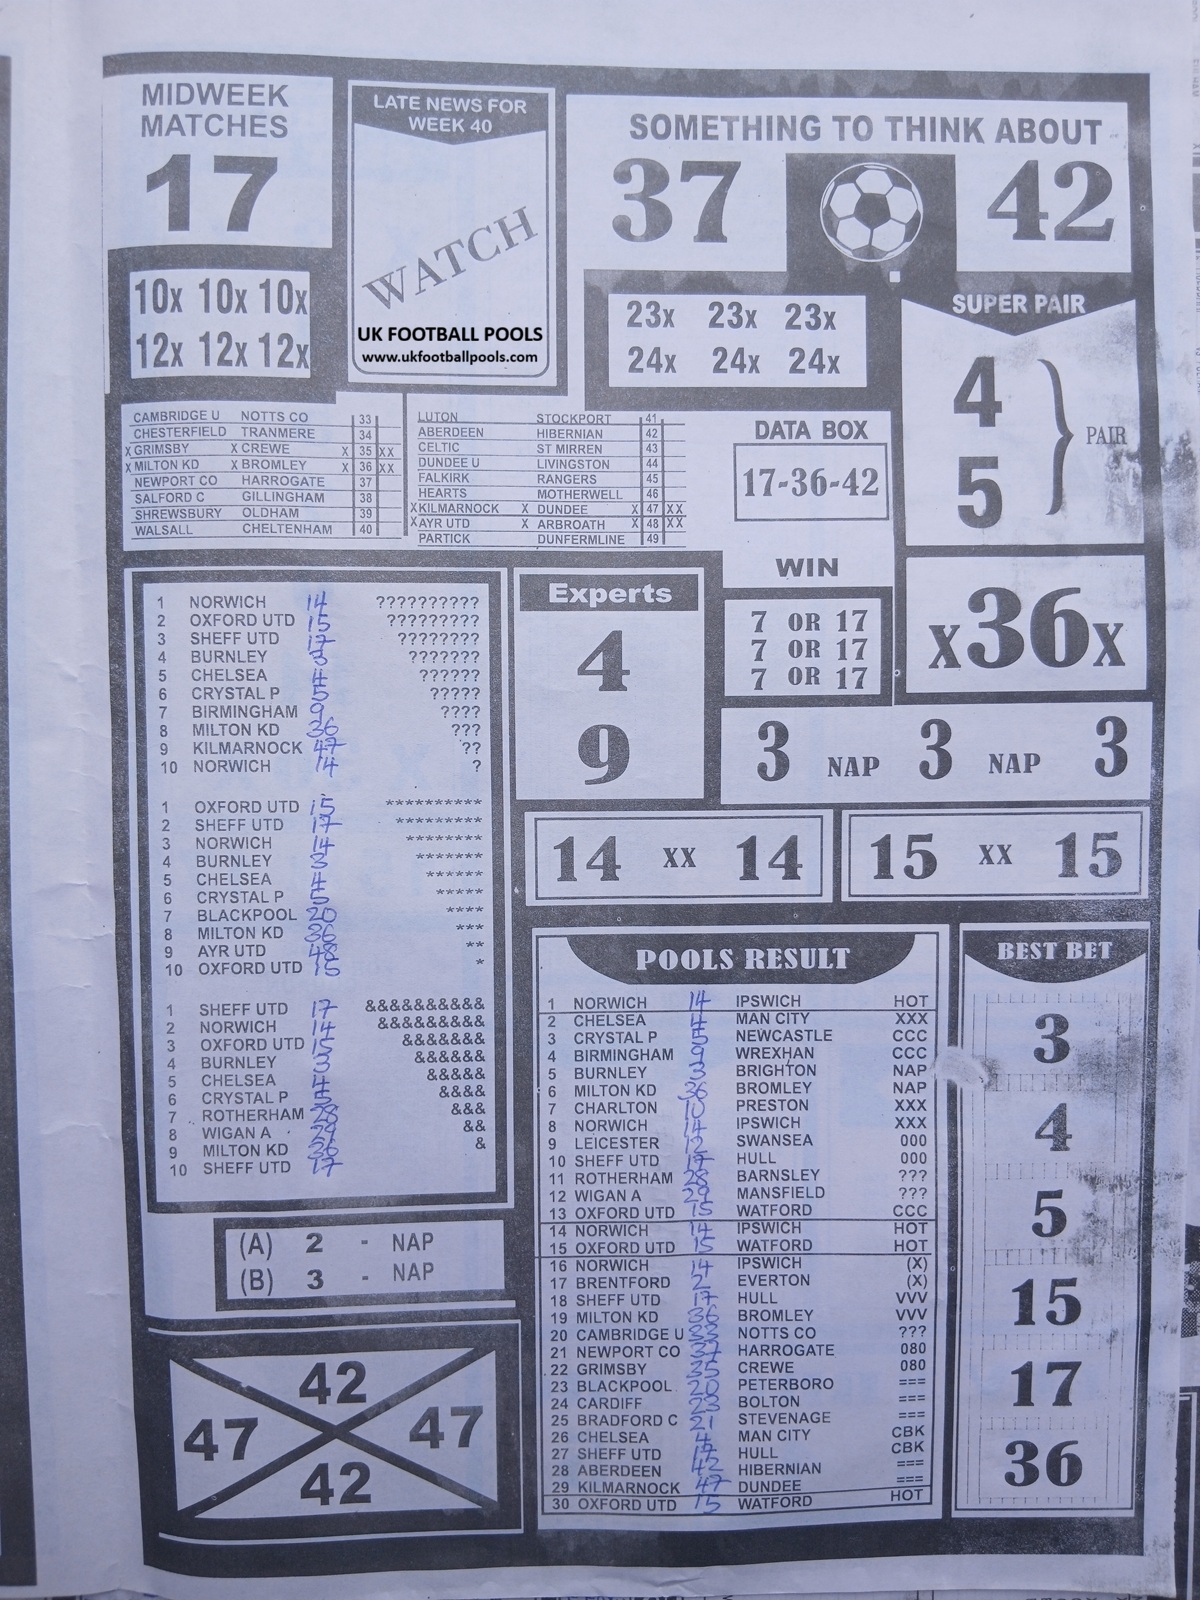 MIDWEEK
MATCHES
17
LATE NEWS FOR
WEEK 40
WATCH
UK FOOTBALL POOLS
www.ukfootballpools.com
SOMETHING TO THINK ABOUT
37 42
10x 10x 10x
12x 12x 12x
23x 23x 23x
24x 24x 24x
SUPER PAIR
4
5
PAIR
CAMBRIDGE U NOTTS CO 33
CHESTERFIELD TRANMERE 34
X GRIMSBY X CREWE X 35 XX
X MILTON KD X BROMLEY X 36 XX
NEWPORT CO HARROGATE 37
SALFORD C GILLINGHAM 38
SHREWSBURY OLDHAM 39
WALSALL CHELTENHAM 40
LUTON STOCKPORT 41
ABERDEEN HIBERNIAN 42
CELTIC ST MIRREN 43
DUNDEE U LIVINGSTON 44
FALKIRK RANGERS 45
HEARTS MOTHERWELL 46
X KILMARNOCK X DUNDEE X 47 XX
X AYR UTD X ARBROATH X 48 XX
PARTICK DUNFERMLINE 49
DATA BOX
17-36-42
WIN
7 OR 17
7 OR 17
7 OR 17
X36X
1 NORWICH 14 ??????????
2 OXFORD UTD 15 ?????????
3 SHEFF UTD 17 ????????
4 BURNLEY 3 ???????
5 CHELSEA 4 ??????
6 CRYSTAL P 5 ?????
7 BIRMINGHAM 9 ????
8 MILTON KD 36 ???
9 KILMARNOCK 47 ??
10 NORWICH 14 ?
1 OXFORD UTD 15 **********
2 SHEFF UTD 17 *********
3 NORWICH 14 ********
4 BURNLEY 3 *******
5 CHELSEA 4 ******
6 CRYSTAL P 5 *****
7 BLACKPOOL 20 ****
8 MILTON KD 36 ***
9 AYR UTD 48 **
10 OXFORD UTD 15 *
1 SHEFF UTD 17 &&&&&&&&&&
2 NORWICH 14 &&&&&&&&&
3 OXFORD UTD 15 &&&&&&&
4 BURNLEY 3 &&&&&&
5 CHELSEA 4 &&&&&
6 CRYSTAL P 5 &&&&
7 ROTHERHAM 28 &&&
8 WIGAN A 29 &&
9 MILTON KD 36 &
10 SHEFF UTD 17
Experts
4
9
3 NAP 3 NAP 3
14 XX 14
15 XX 15
(A) 2 - NAP
(B) 3 - NAP
42
47 47
42
POOLS RESULT
1 NORWICH 14 IPSWICH HOT
2 CHELSEA 4 MAN CITY XXX
3 CRYSTAL P 5 NEWCASTLE CCC
4 BIRMINGHAM 9 WREXHAN CCC
5 BURNLEY 3 BRIGHTON NAP
6 MILTON KD 36 BROMLEY NAP
7 CHARLTON 10 PRESTON XXX
8 NORWICH 14 IPSWICH XXX
9 LEICESTER 12 SWANSEA 000
10 SHEFF UTD 17 HULL 000
11 ROTHERHAM 28 BARNSLEY ???
12 WIGAN A 29 MANSFIELD ???
13 OXFORD UTD 15 WATFORD CCC
14 NORWICH 14 IPSWICH HOT
15 OXFORD UTD 15 WATFORD HOT
16 NORWICH 14 IPSWICH (X)
17 BRENTFORD 2 EVERTON (X)
18 SHEFF UTD 17 HULL VVV
19 MILTON KD 36 BROMLEY VVV
20 CAMBRIDGE U 33 NOTTS CO ???
21 NEWPORT CO 37 HARROGATE 080
22 GRIMSBY 35 CREWE 080
23 BLACKPOOL 20 PETERBORO ===
24 CARDIFF 23 BOLTON ===
25 BRADFORD C 21 STEVENAGE ===
26 CHELSEA 4 MAN CITY CBK
27 SHEFF UTD 17 HULL CBK
28 ABERDEEN 42 HIBERNIAN ===
29 KILMARNOCK 47 DUNDEE ===
30 OXFORD UTD 15 WATFORD HOT
BEST BET
3
4
5
15
17
36